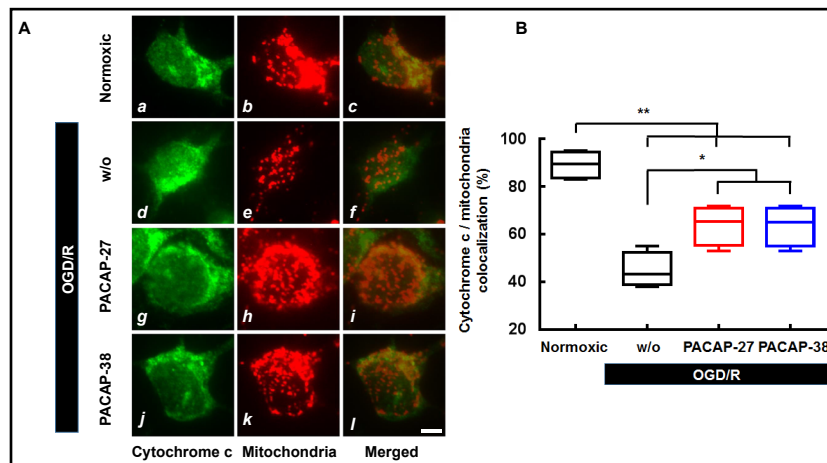 A
Normoxic
a
b
c
OGD/R
w/o
d
e
f
PACAP-27
g
h
i
PACAP-38
j
k
l
Cytochrome c
Mitochondria
Merged
B
Cytochrome c / mitochondria
colocalization (%)
100
80
60
40
20
**
*
Normoxic
w/o
PACAP-27
PACAP-38
OGD/R